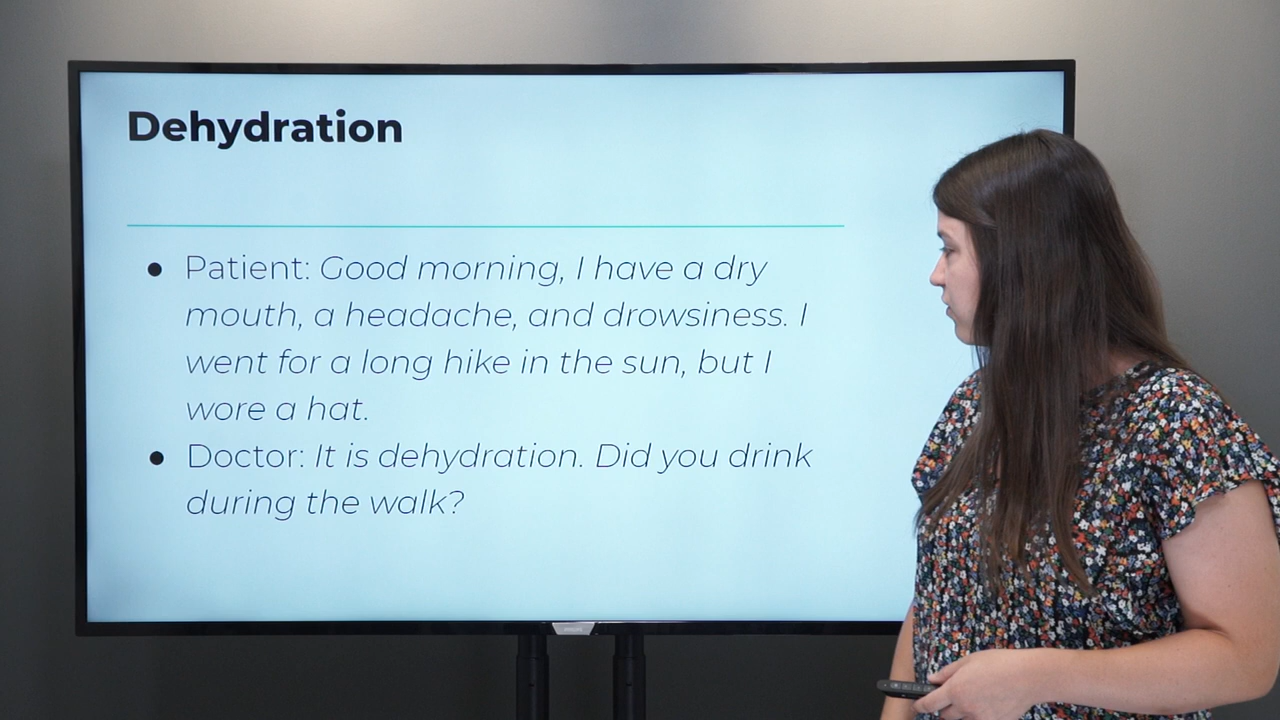 Dehydration
● Patient: Good morning, I have a dry
mouth, a headache, and drowsiness. I
went for a long hike in the sun, but I
wore a hat.
● Doctor: It is dehydration. Did you drink
during the walk?
PHILIPS